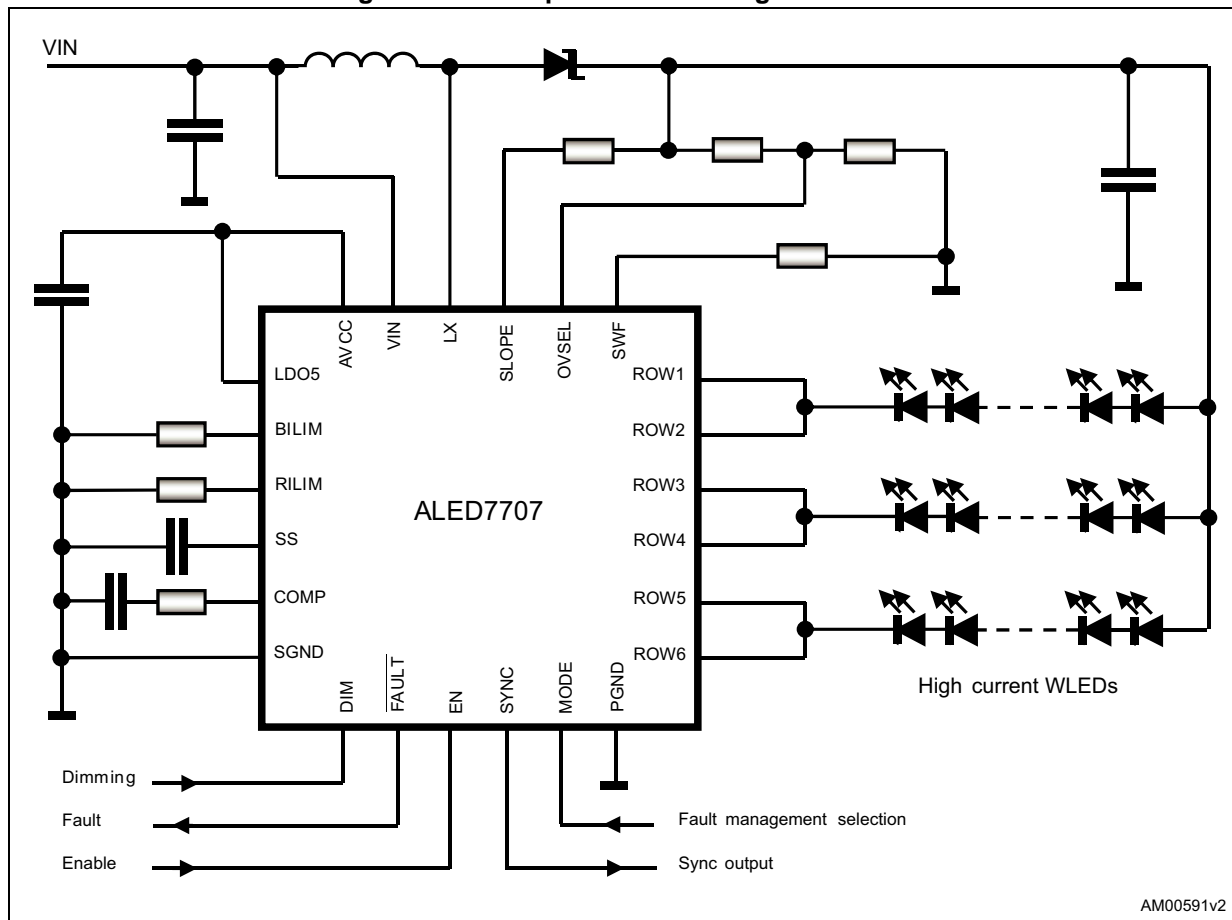 VIN
AVCC
VIN
LX
SLOPE
OVSEL
SWF
LDO5
BILIM
RILIM
SS
COMP
SGND
ALED7707
ROW1
ROW2
ROW3
ROW4
ROW5
ROW6
DIM
FAULT
EN
SYNC
MODE
PGND
High current WLEDs
Dimming
Fault
Enable
Fault management selection
Sync output
AM00591v2